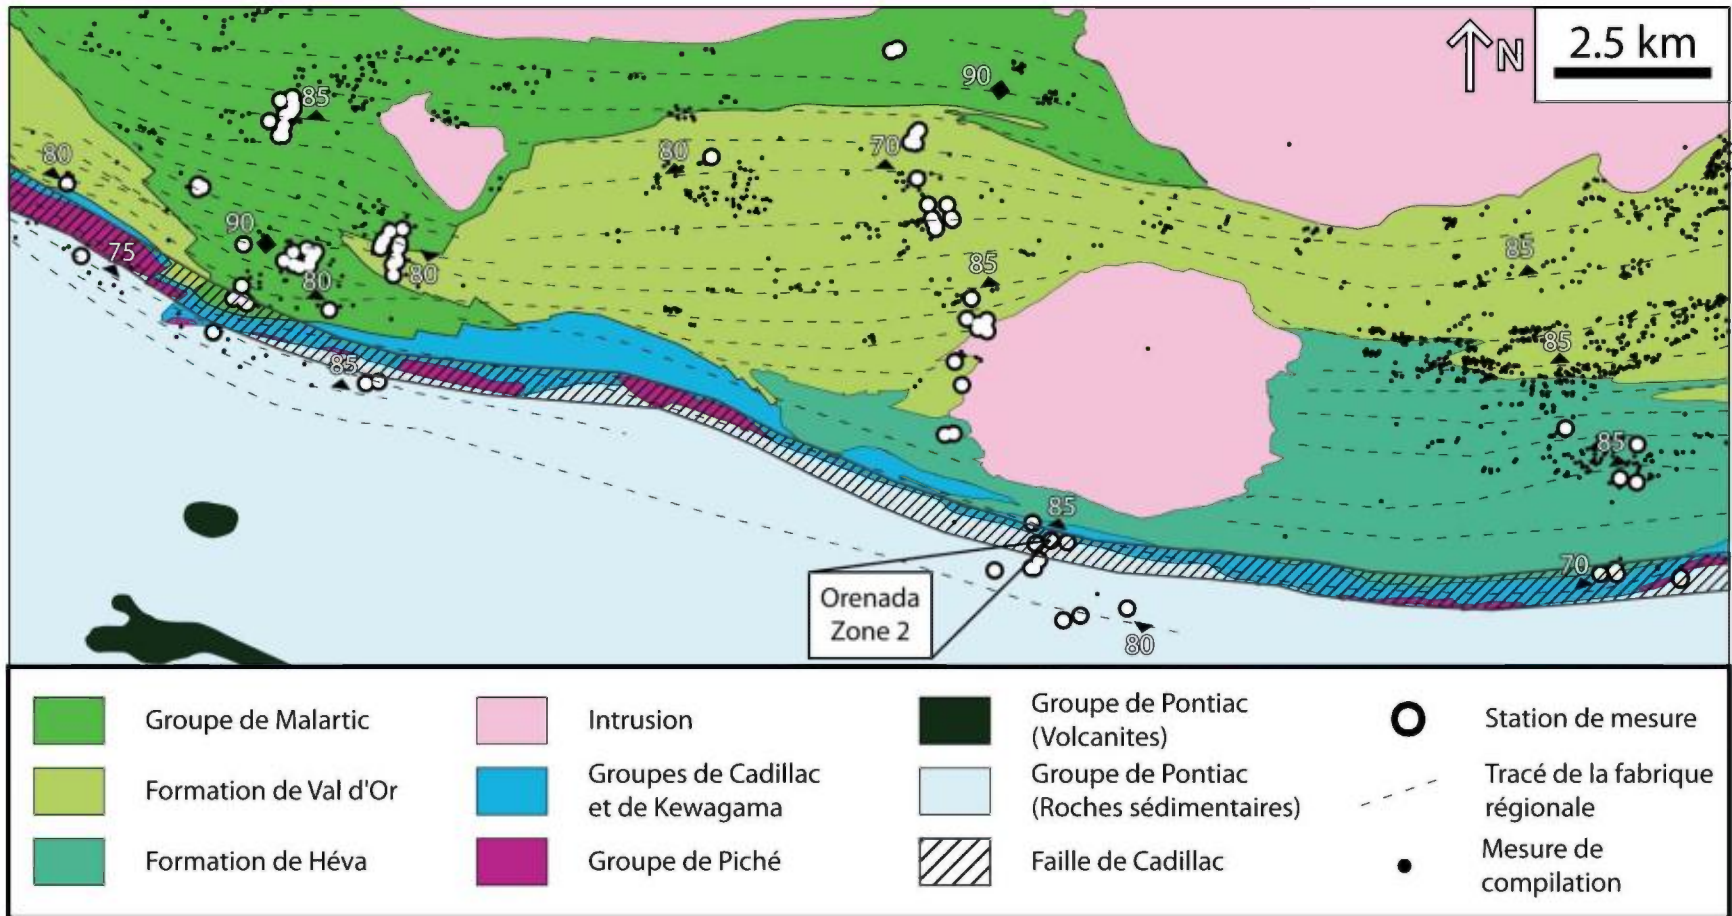 N
2.5 km
90
85
80
70
80
90
75
85
85
80
80
85
85
85
85
70
80
Orenada
Zone 2
Groupe de Malartic
Formation de Val d'Or
Formation de Héva
Intrusion
Groupes de Cadillac
et de Kewagama
Groupe de Piché
Groupe de Pontiac
(Volcanites)
Groupe de Pontiac
(Roches sédimentaires)
Faille de Cadillac
Station de mesure
Tracé de la fabrique
régionale
Mesure de
compilation